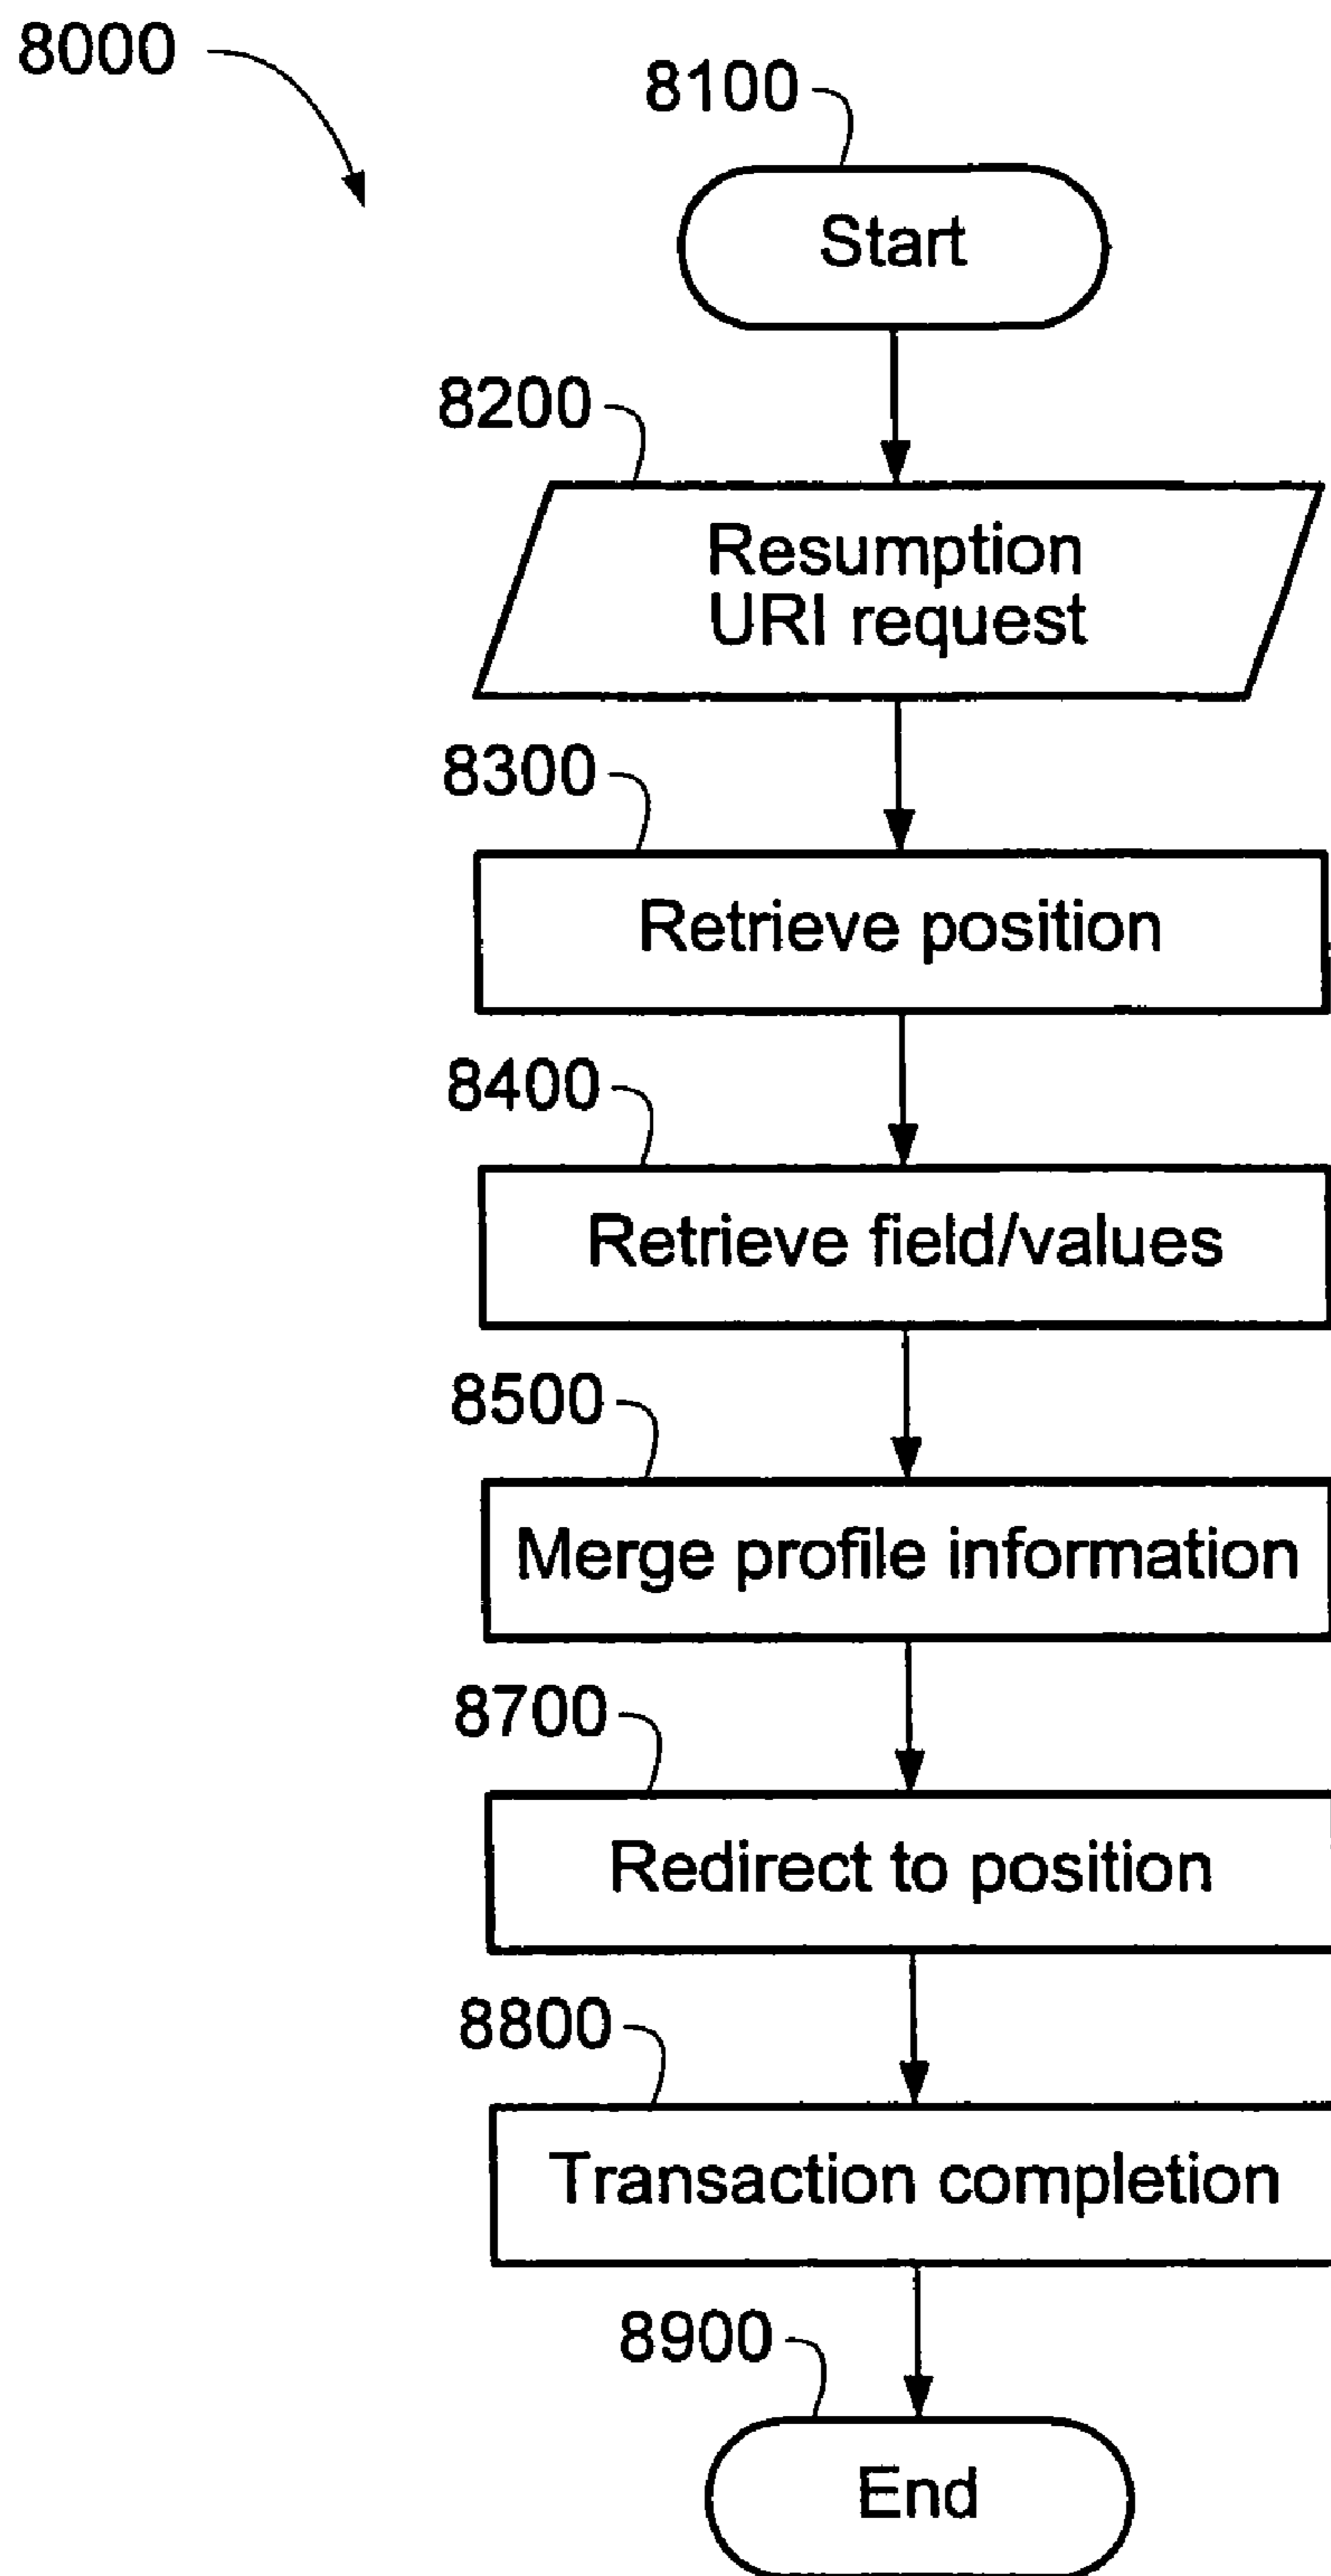 8000
8100
Start
8200
Resumption
URI request
8300
Retrieve position
8400
Retrieve field/values
8500
Merge profile information
8700
Redirect to position
8800
Transaction completion
8900
End